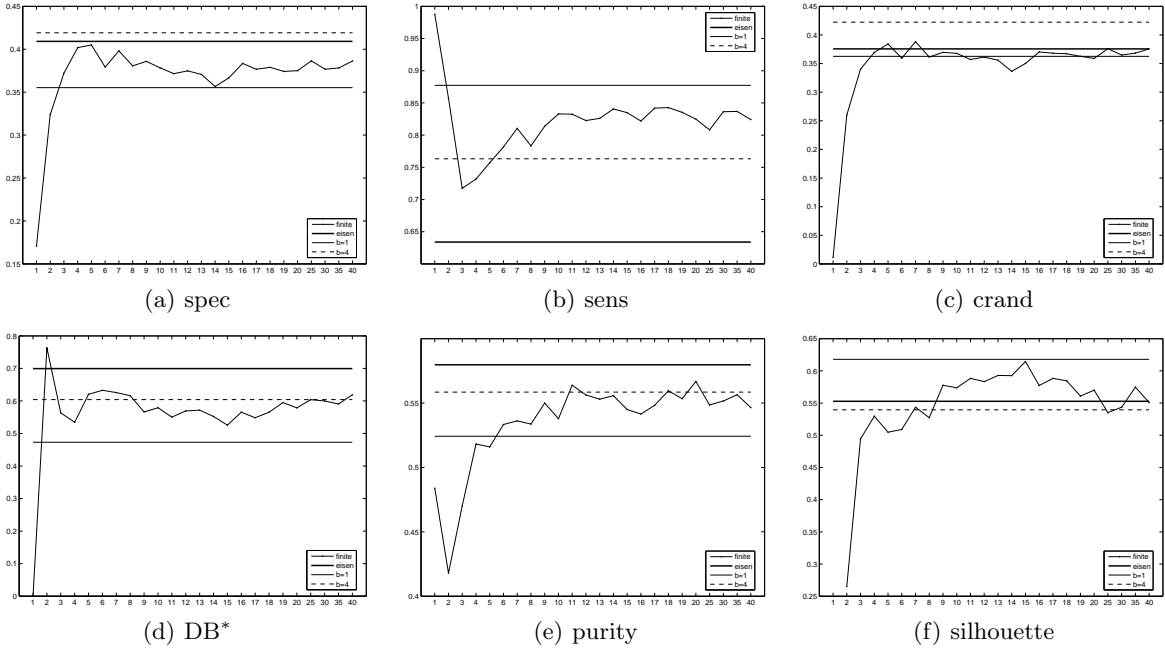 0.4
0.35
0.3
0.25
0.2
0.15
1 2 3 4 5 6 7 8 9 10 11 12 13 14 15 16 17 18 19 20 25 30 35 40
finite
eisen
b=1
b=4
(a) spec
1
0.95
0.9
0.85
0.8
0.75
0.7
0.65
1 2 3 4 5 6 7 8 9 10 11 12 13 14 15 16 17 18 19 20 25 30 35 40
finite
eisen
b=1
b=4
(b) sens
0.45
0.4
0.35
0.3
0.25
0.2
0.15
0.1
0.05
0
1 2 3 4 5 6 7 8 9 10 11 12 13 14 15 16 17 18 19 20 25 30 35 40
finite
eisen
b=1
b=4
(c) crand
0.8
0.7
0.6
0.5
0.4
0.3
0.2
0.1
0
1 2 3 4 5 6 7 8 9 10 11 12 13 14 15 16 17 18 19 20 25 30 35 40
finite
eisen
b=1
b=4
(d) DB*
0.55
0.5
0.45
0.4
1 2 3 4 5 6 7 8 9 10 11 12 13 14 15 16 17 18 19 20 25 30 35 40
finite
eisen
b=1
b=4
(e) purity
0.65
0.6
0.55
0.5
0.45
0.4
0.35
0.3
0.25
1 2 3 4 5 6 7 8 9 10 11 12 13 14 15 16 17 18 19 20 25 30 35 40
finite
eisen
b=1
b=4
(f) silhouette